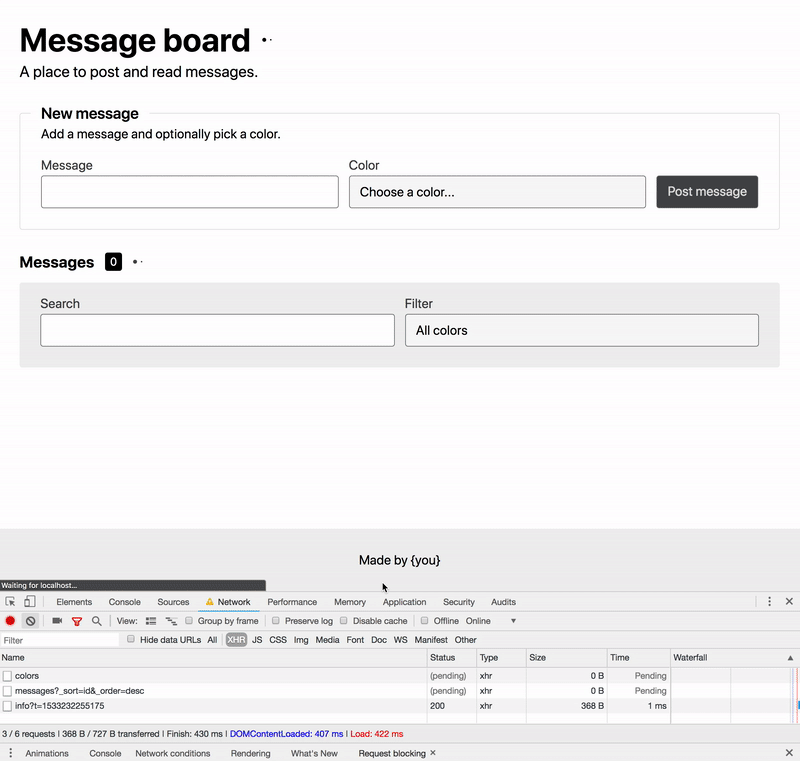 Message board
A place to post and read messages.
New message
Add a message and optionally pick a color.
Message Color
Choose a color... Post message
Messages 0
Search Filter
All colors
Made by {you}
Waiting for localhost...
Elements Console Sources Network Performance Memory Application Security Audits
View: Group by frame Preserve log Disable cache Offline Online
Filter Hide data URLs All XHR JS CSS Img Media Font Doc WS Manifest Other
Name Status Type Size Time Waterfall
colors (pending) xhr 0 B Pending
messages?_sort=id&_order=desc (pending) xhr 0 B Pending
info?t=1533232255175 200 xhr 368 B 1 ms
3 / 6 requests | 368 B / 727 B transferred | Finish: 430 ms | DOMContentLoaded: 407 ms | Load: 422 ms
Animations Console Network conditions Rendering What's New Request blocking